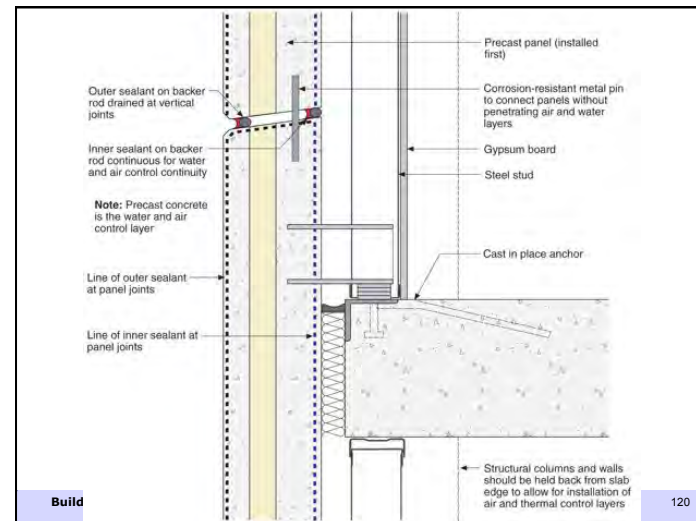 Precast panel (installed
first)
Outer sealant on backer
rod drained at vertical
joints
Corrosion-resistant metal pin
to connect panels without
penetrating air and water
layers
Inner sealant on backer
rod continuous for water
and air control continuity
Gypsum board
Steel stud
Note: Precast concrete
is the water and air
control layer
Cast in place anchor
Line of outer sealant
at panel joints
Line of inner sealant at
panel joints
Structural columns and walls
should be held back from slab
edge to allow for installation of
air and thermal control layers
Build
120